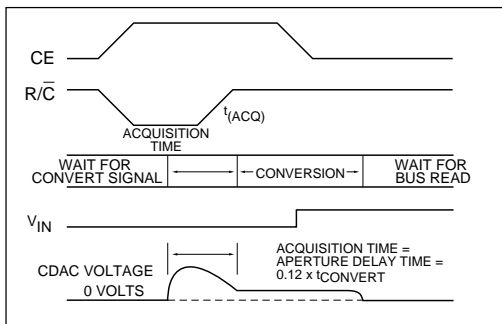 CE
R/C̅
t(ACQ)
ACQUISITION
TIME
WAIT FOR
CONVERT SIGNAL
CONVERSION
WAIT FOR
BUS READ
VIN
CDAC VOLTAGE
0 VOLTS
ACQUISITION TIME =
APERTURE DELAY TIME =
0.12 x tCONVERT